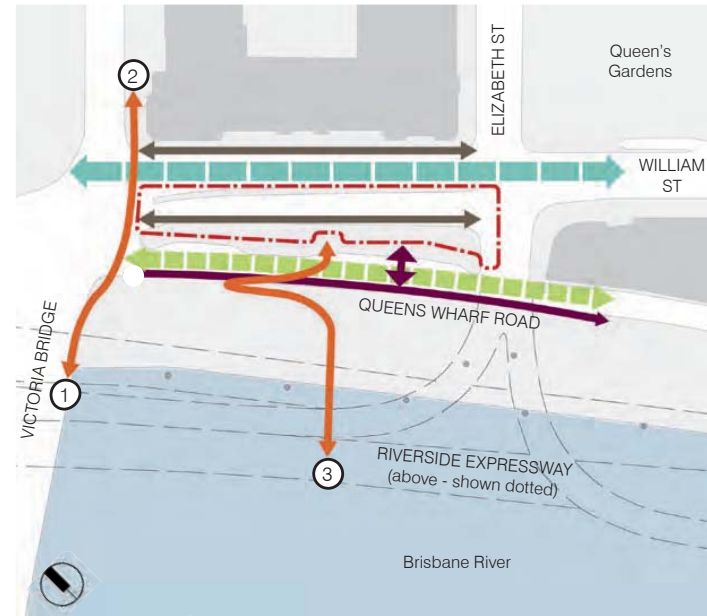 Queen's
Gardens
ELIZABETH ST
2
WILLIAM
ST
QUEENS WHARF ROAD
VICTORIA BRIDGE
1
RIVERSIDE EXPRESSWAY
(above - shown dotted)
3
Brisbane River